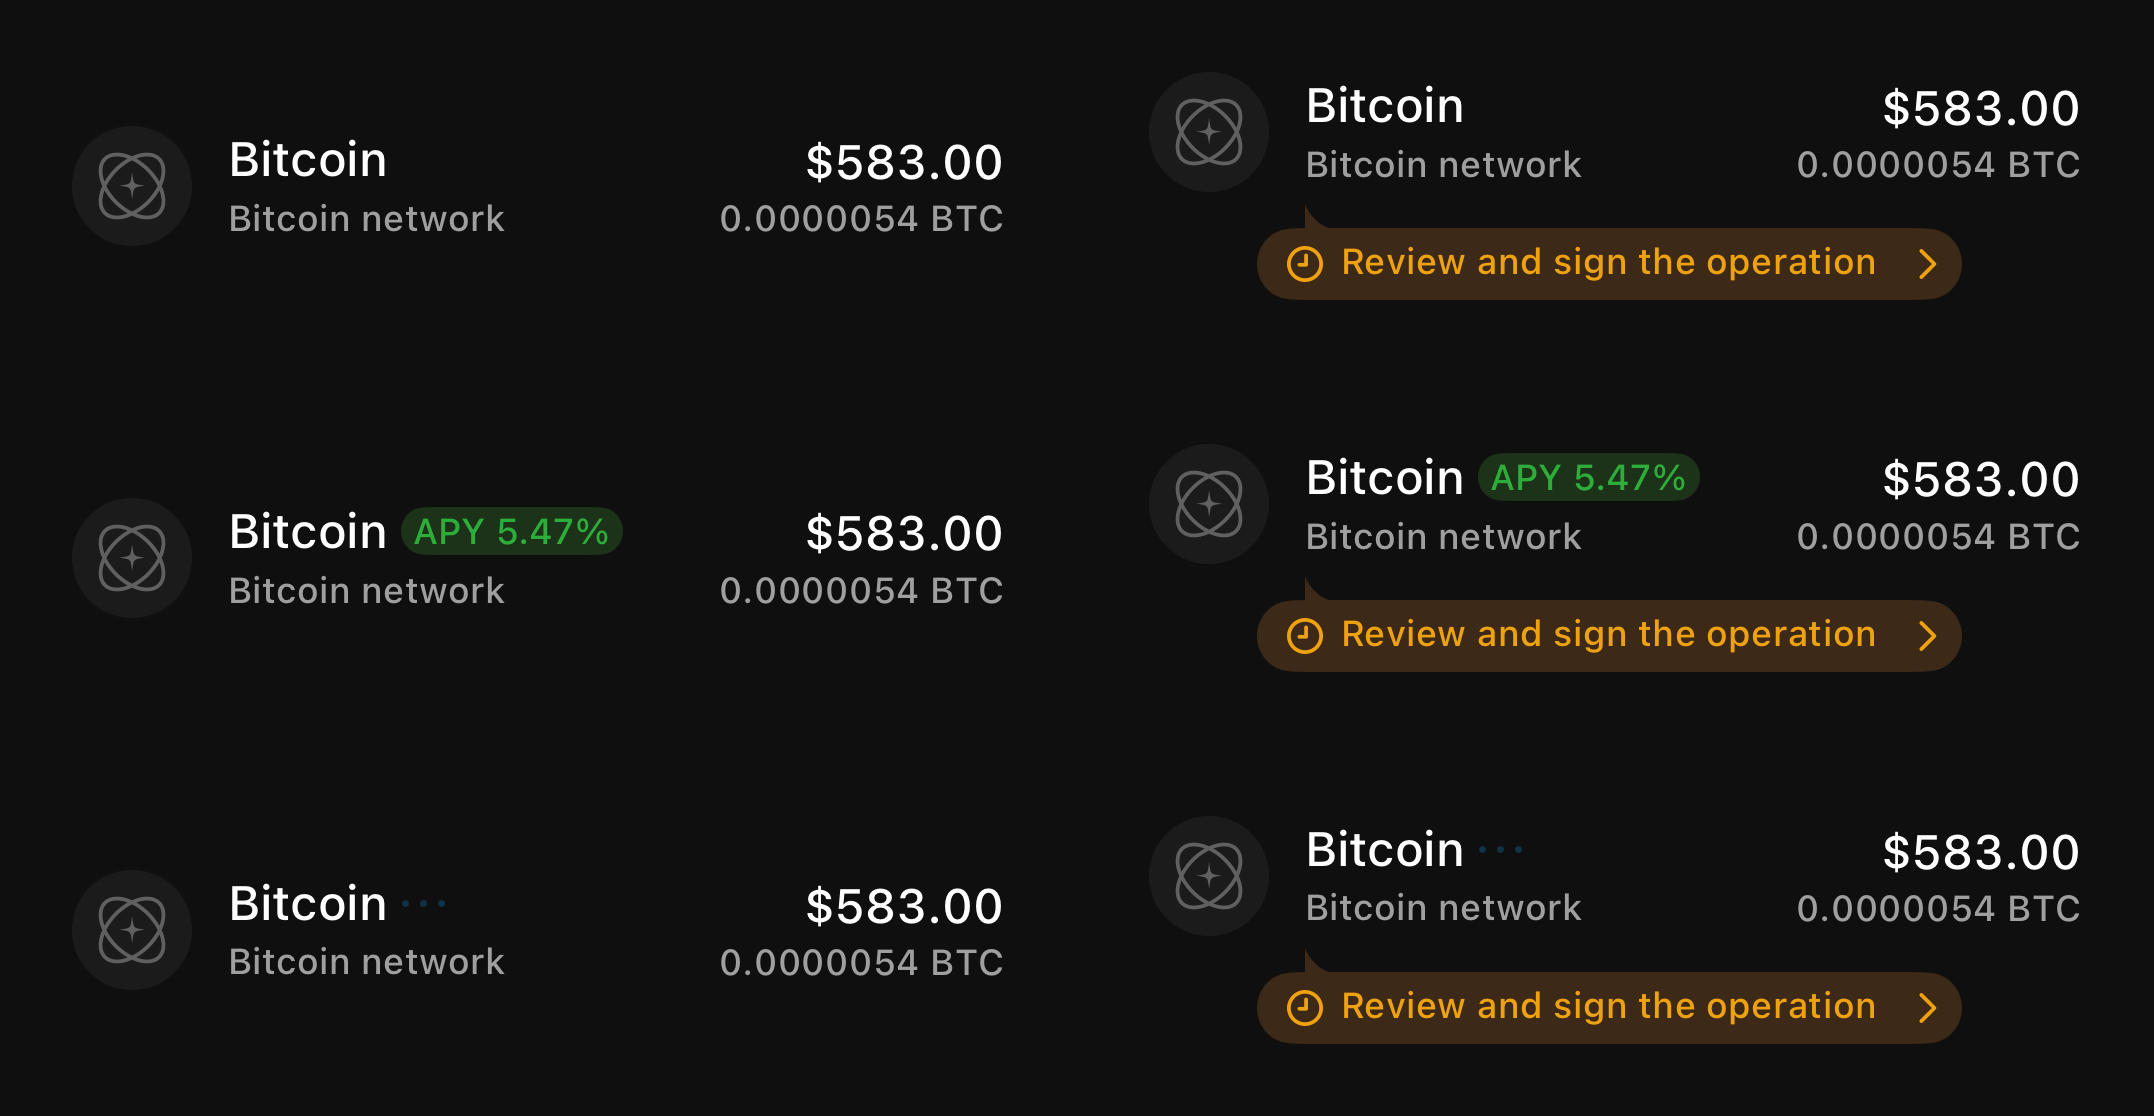 Bitcoin $583.00
Bitcoin network 0.0000054 BTC
Bitcoin $583.00
Bitcoin network 0.0000054 BTC
Review and sign the operation
Bitcoin APY 5.47% $583.00
Bitcoin network 0.0000054 BTC
Bitcoin APY 5.47% $583.00
Bitcoin network 0.0000054 BTC
Review and sign the operation
Bitcoin ··· $583.00
Bitcoin network 0.0000054 BTC
Bitcoin ··· $583.00
Bitcoin network 0.0000054 BTC
Review and sign the operation